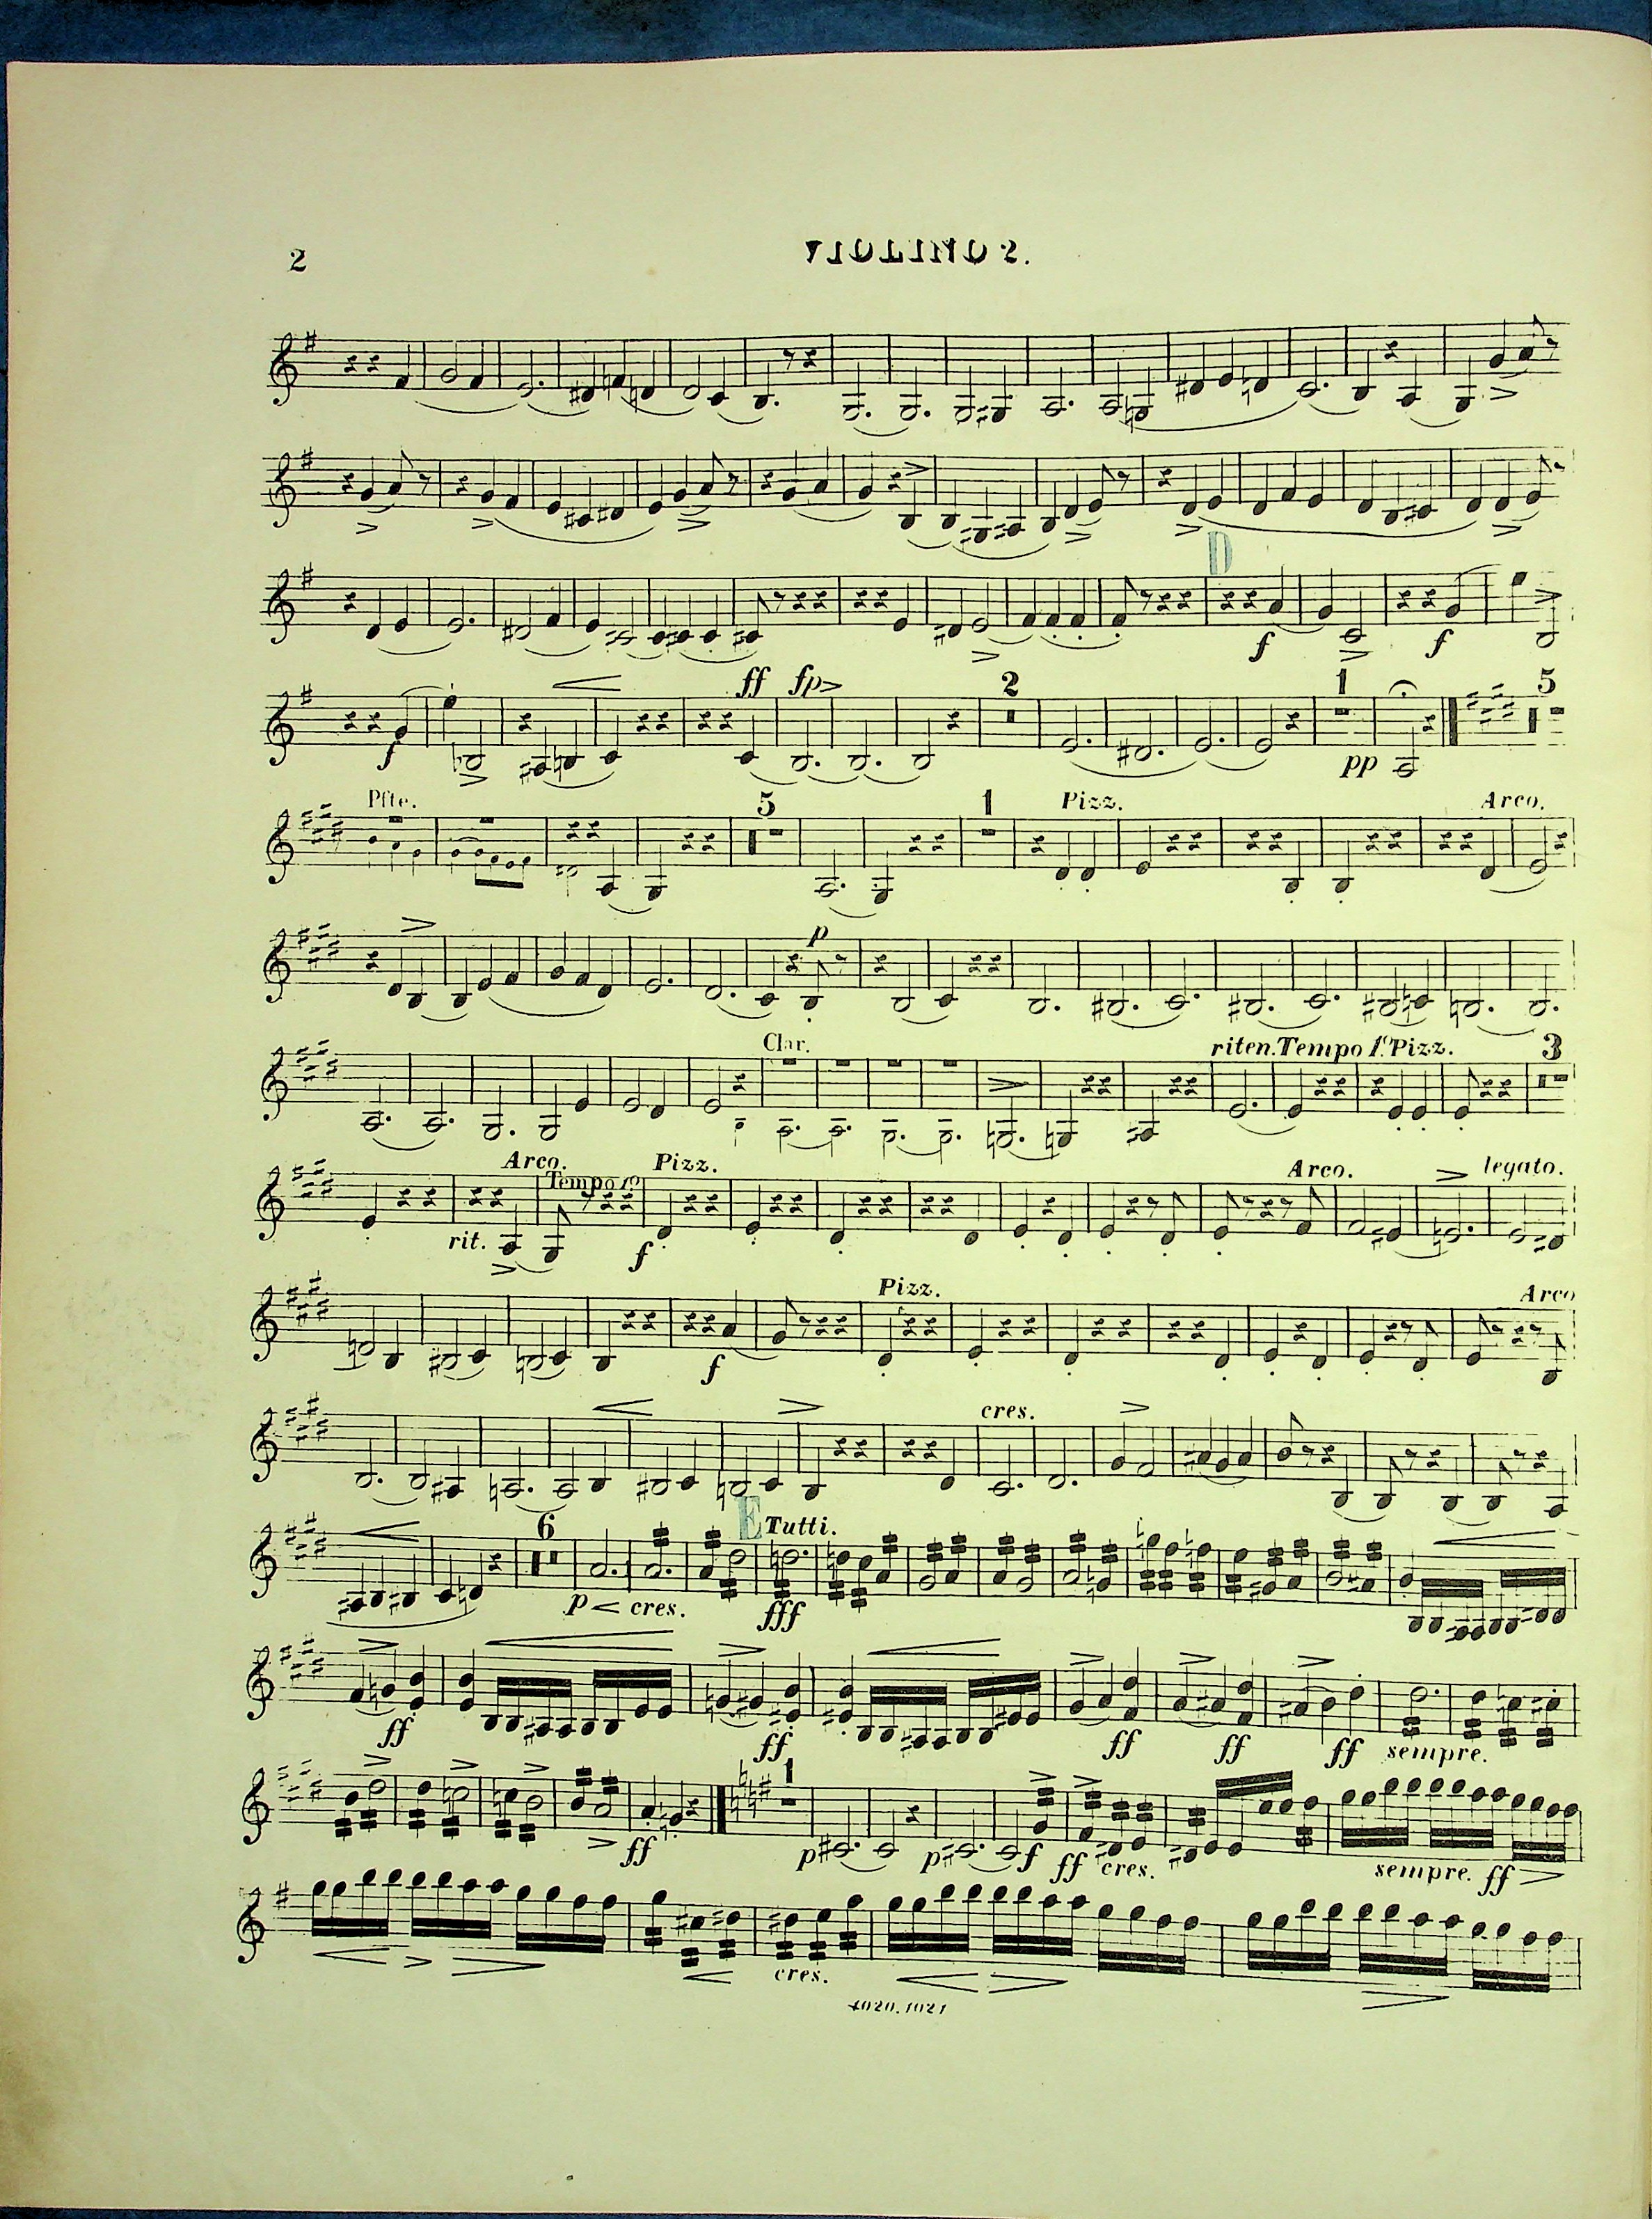 2
VIOLINO 2.
D
f
f
f
ff
fp
2
1
pp
5
Pfte.
5
1
Pizz.
Arco.
p
Clar.
riten. Tempo 1º Pizz.
3
Arco.
Tempo 1º
Pizz.
Arco.
legato.
rit.
f
Pizz.
Arco
f
cres.
6
E
Tutti.
p
cres.
fff
ff
ff
ff
ff
ff
sempre.
1
ff
p
p
f
ff
cres.
sempre. ff
cres.
1020.1021